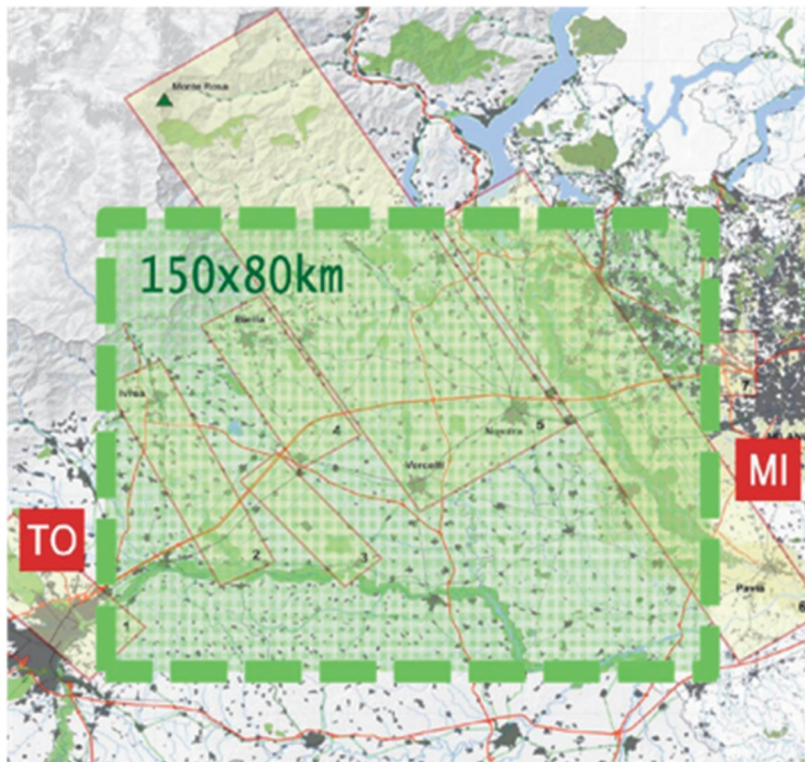 Monte Rosa
150x80km
Biella
Ivrea
7
4
Novara
5
Vercelli
MI
TO
2
3
Pavia
1